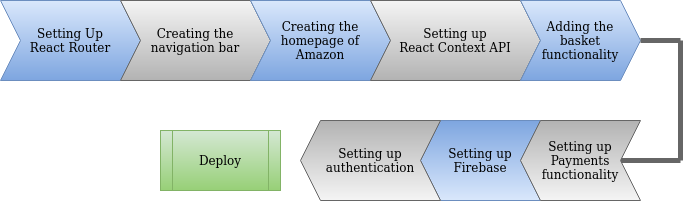 Setting Up
React Router
Creating the
navigation bar
Creating the
homepage of
Amazon
Setting up
React Context API
Adding the
basket
functionality
Setting up
Payments
functionality
Setting up
Firebase
Setting up
authentication
Deploy